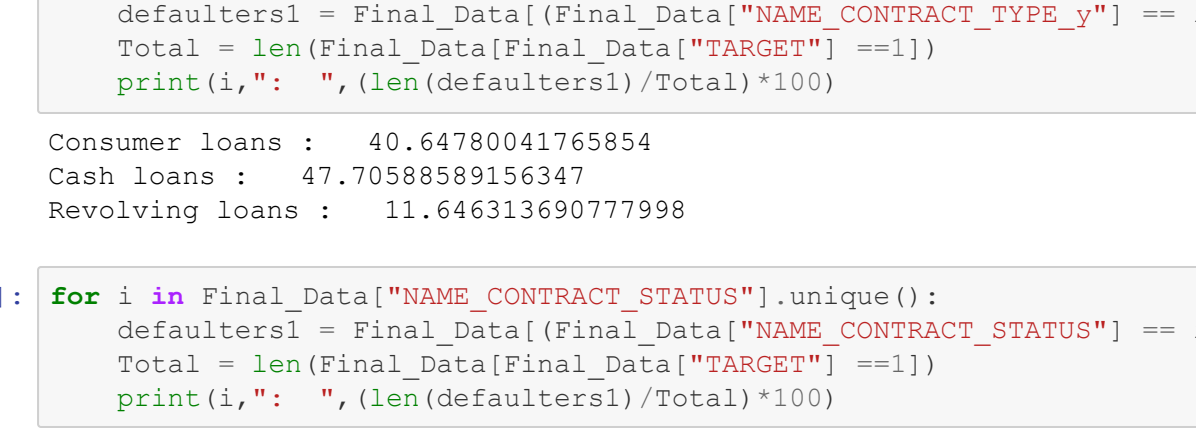 defaulters1 = Final_Data[(Final_Data["NAME_CONTRACT_TYPE_y"] ==
Total = len(Final_Data[Final_Data["TARGET"] ==1])
print(i,":  ",(len(defaulters1)/Total)*100)
Consumer loans :   40.64780041765854
Cash loans :   47.70588589156347
Revolving loans :   11.646313690777998
]: for i in Final_Data["NAME_CONTRACT_STATUS"].unique():
defaulters1 = Final_Data[(Final_Data["NAME_CONTRACT_STATUS"] ==
Total = len(Final_Data[Final_Data["TARGET"] ==1])
print(i,":  ",(len(defaulters1)/Total)*100)